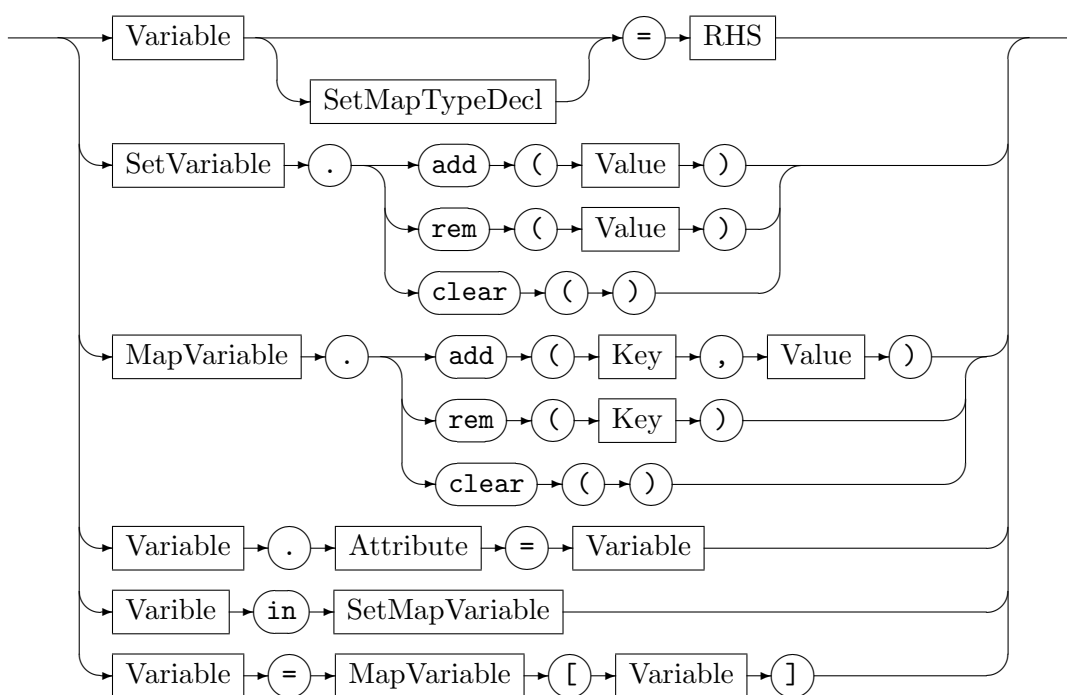 Variable = RHS
SetMapTypeDecl
SetVariable . add ( Value )
rem ( Value )
clear ( )
MapVariable . add ( Key , Value )
rem ( Key )
clear ( )
Variable . Attribute = Variable
Varible in SetMapVariable
Variable = MapVariable [ Variable ]